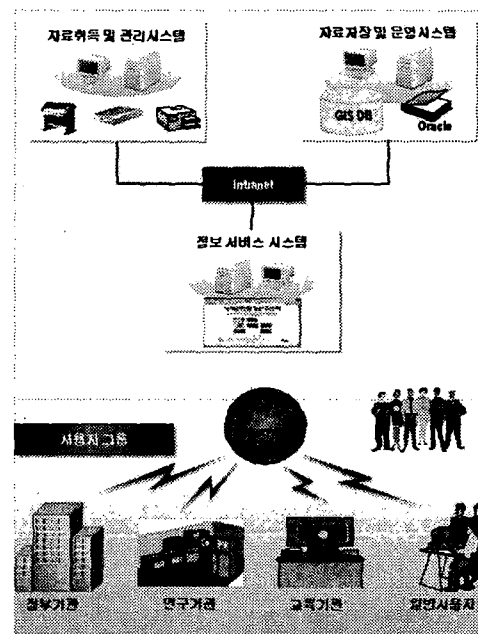 자료취득 및 관리시스템
자료저장 및 운영시스템
GIS DB
Oracle
Intranet
정보 서비스 시스템
사용자 그룹
정부기관
연구기관
교육기관
일반사용자